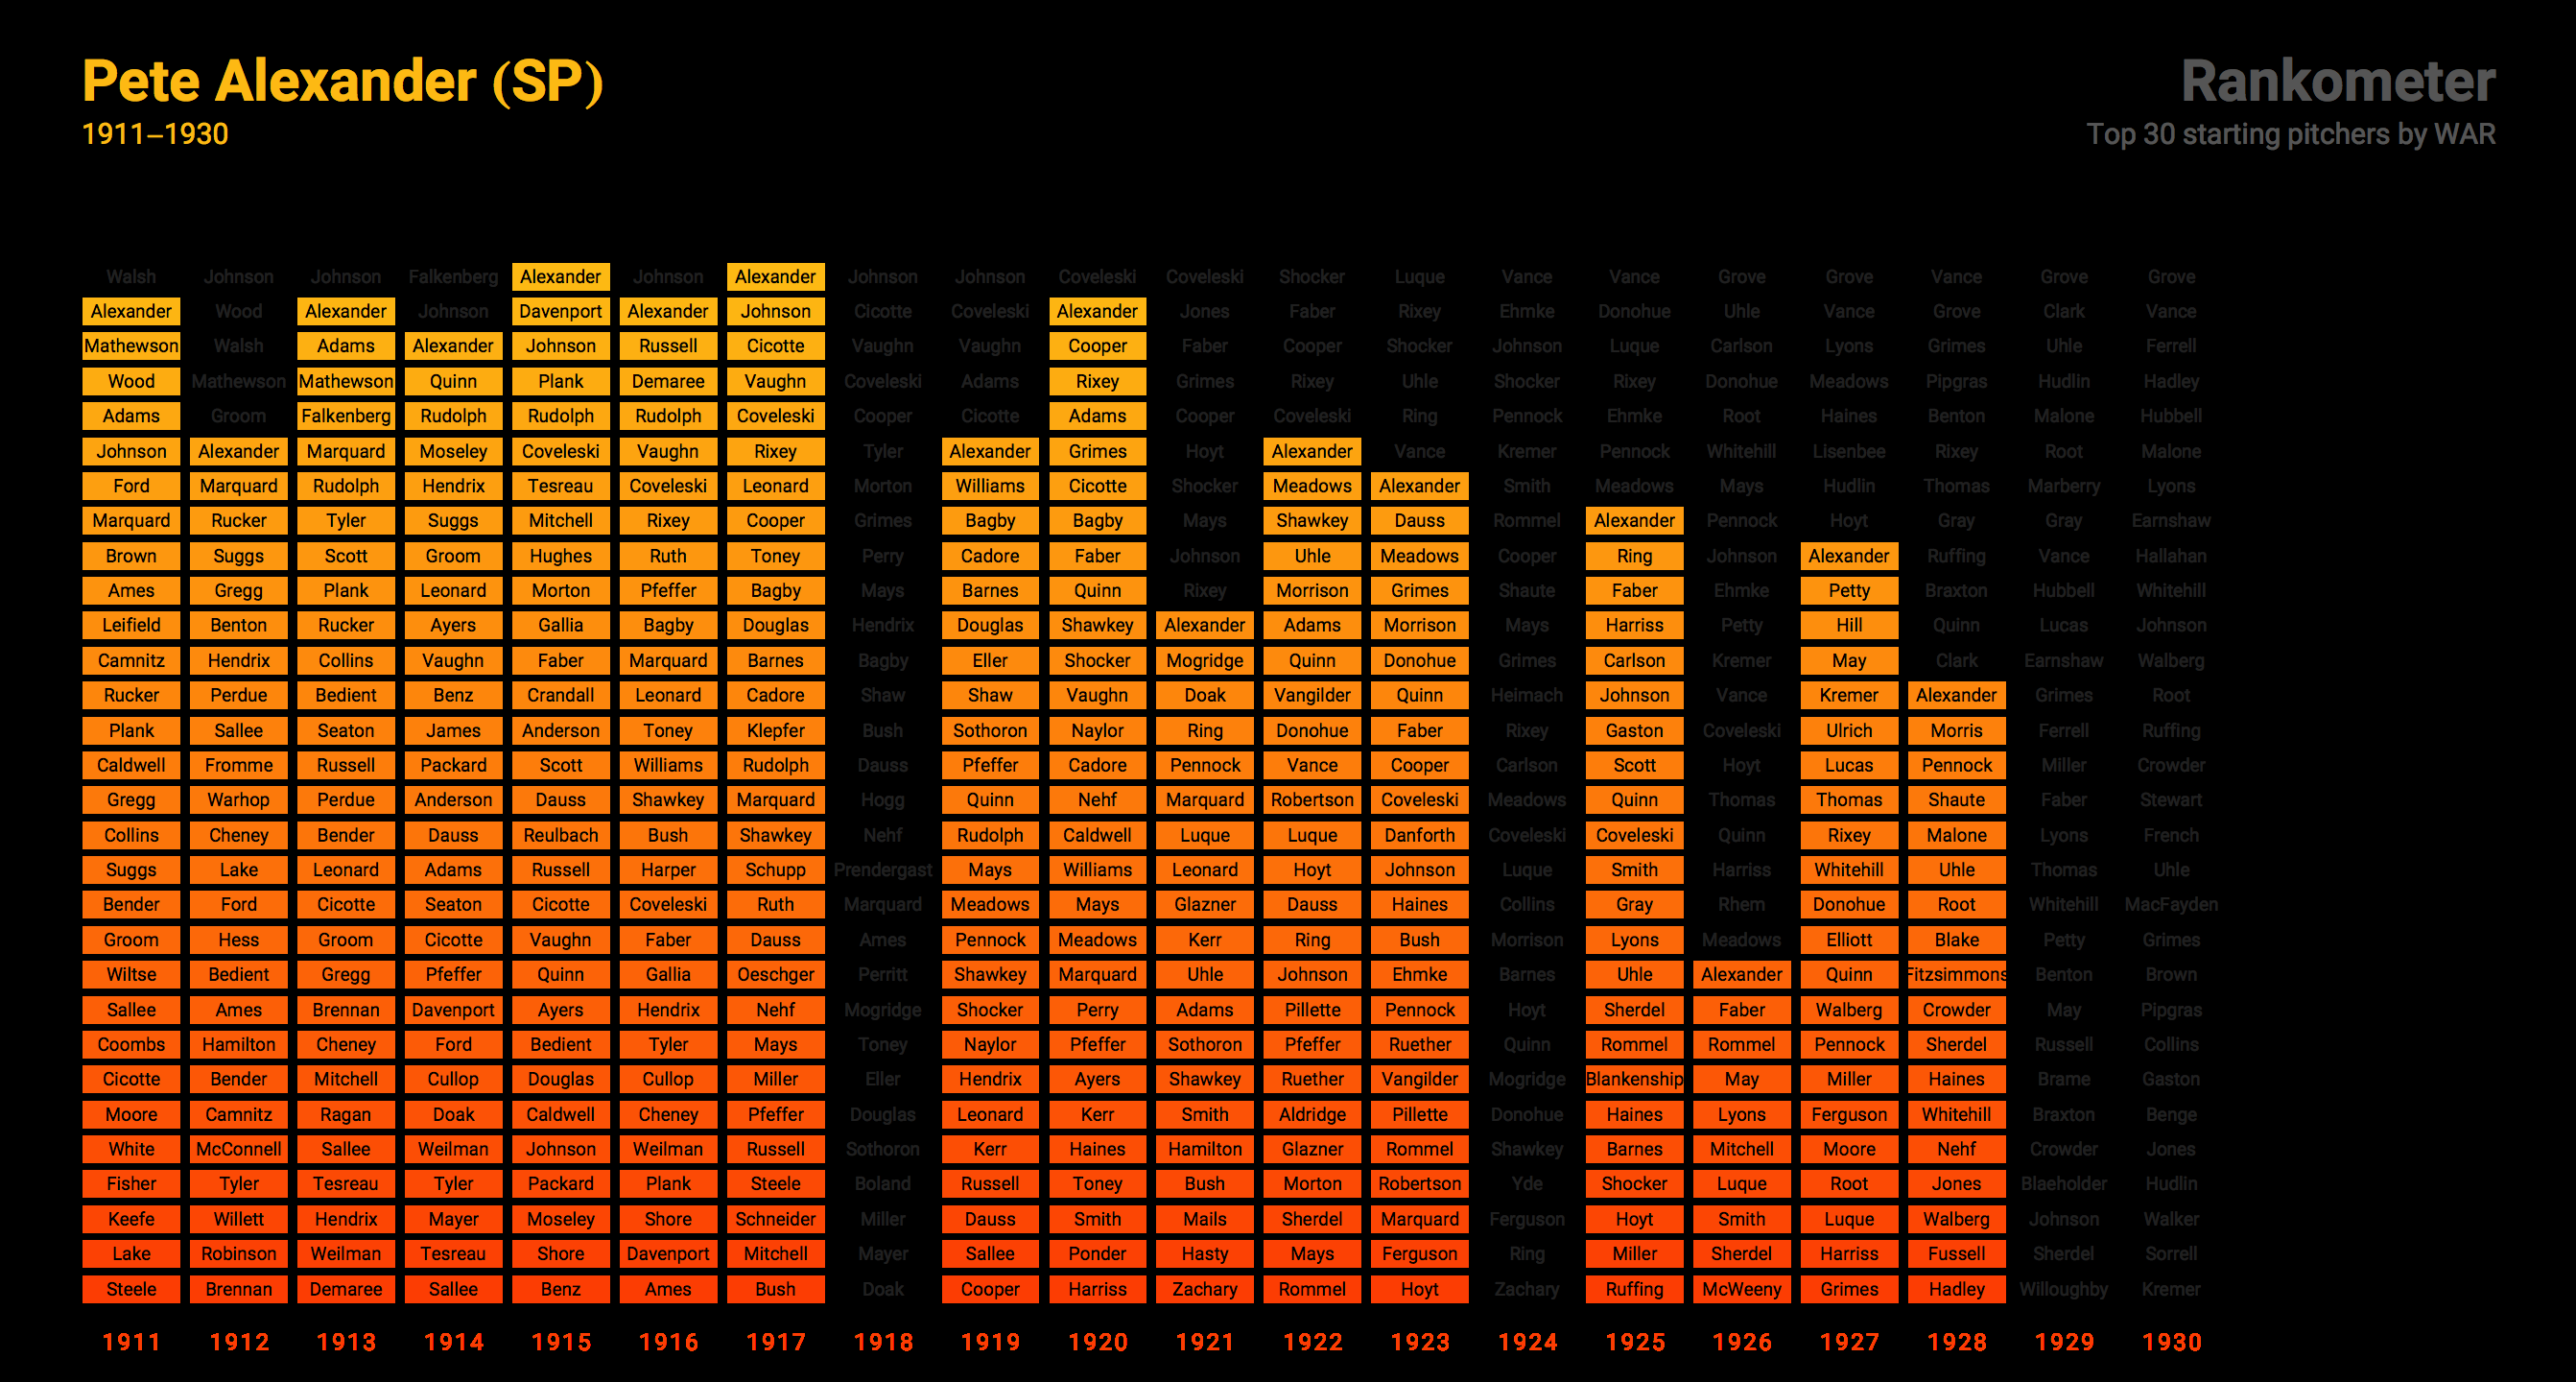 Pete Alexander (SP)
1911–1930
Rankometer
Top 30 starting pitchers by WAR
Walsh Johnson Johnson Falkenberg Alexander Johnson Alexander Johnson Johnson Coveleski Coveleski Shocker Luque Vance Vance Grove Grove Vance Grove Grove
Alexander Wood Alexander Johnson Davenport Alexander Johnson Cicotte Coveleski Alexander Jones Faber Rixey Ehmke Donohue Uhle Vance Grove Clark Vance
Mathewson Walsh Adams Alexander Johnson Russell Cicotte Vaughn Vaughn Cooper Faber Cooper Shocker Johnson Luque Carlson Lyons Grimes Uhle Ferrell
Wood Mathewson Mathewson Quinn Plank Demaree Vaughn Coveleski Adams Rixey Grimes Rixey Uhle Shocker Rixey Donohue Meadows Pipgras Hudlin Hadley
Adams Groom Falkenberg Rudolph Rudolph Rudolph Coveleski Cooper Cicotte Adams Cooper Coveleski Ring Pennock Ehmke Root Haines Benton Malone Hubbell
Johnson Alexander Marquard Moseley Coveleski Vaughn Rixey Tyler Alexander Grimes Hoyt Alexander Vance Kremer Pennock Whitehill Lisenbee Rixey Root Malone
Ford Marquard Rudolph Hendrix Tesreau Coveleski Leonard Morton Williams Cicotte Shocker Meadows Alexander Smith Meadows Mays Hudlin Thomas Marberry Lyons
Marquard Rucker Tyler Suggs Mitchell Rixey Cooper Grimes Bagby Bagby Mays Shawkey Dauss Rommel Alexander Pennock Hoyt Gray Gray Earnshaw
Brown Suggs Scott Groom Hughes Ruth Toney Perry Cadore Faber Johnson Uhle Meadows Cooper Ring Johnson Alexander Ruffing Vance Hallahan
Ames Gregg Plank Leonard Morton Pfeffer Bagby Mays Barnes Quinn Rixey Morrison Grimes Shaute Faber Ehmke Petty Braxton Hubbell Whitehill
Leifield Benton Rucker Ayers Gallia Bagby Douglas Hendrix Douglas Shawkey Alexander Adams Morrison Mays Harriss Petty Hill Quinn Lucas Johnson
Camnitz Hendrix Collins Vaughn Faber Marquard Barnes Bagby Eller Shocker Mogridge Quinn Donohue Grimes Carlson Kremer May Clark Earnshaw Walberg
Rucker Perdue Bedient Benz Crandall Leonard Cadore Shaw Shaw Vaughn Doak Vangilder Quinn Heimach Johnson Vance Kremer Alexander Grimes Root
Plank Sallee Seaton James Anderson Toney Klepfer Bush Sothoron Naylor Ring Donohue Faber Rixey Gaston Coveleski Ulrich Morris Ferrell Ruffing
Caldwell Fromme Russell Packard Scott Williams Rudolph Dauss Pfeffer Cadore Pennock Vance Cooper Carlson Scott Hoyt Lucas Pennock Miller Crowder
Gregg Warhop Perdue Anderson Dauss Shawkey Marquard Hogg Quinn Nehf Marquard Robertson Coveleski Meadows Quinn Thomas Thomas Shaute Faber Stewart
Collins Cheney Bender Dauss Reulbach Bush Shawkey Nehf Rudolph Caldwell Luque Luque Danforth Coveleski Coveleski Quinn Rixey Malone Lyons French
Suggs Lake Leonard Adams Russell Harper Schupp Prendergast Mays Williams Leonard Hoyt Johnson Luque Smith Harriss Whitehill Uhle Thomas Uhle
Bender Ford Cicotte Seaton Cicotte Coveleski Ruth Marquard Meadows Mays Glazner Dauss Haines Collins Gray Rhem Donohue Root Whitehill MacFayden
Groom Hess Groom Cicotte Vaughn Faber Dauss Ames Pennock Meadows Kerr Ring Bush Morrison Lyons Meadows Elliott Blake Petty Grimes
Wiltse Bedient Gregg Pfeffer Quinn Gallia Oeschger Perritt Shawkey Marquard Uhle Johnson Ehmke Barnes Uhle Alexander Quinn Fitzsimmons Benton Brown
Sallee Ames Brennan Davenport Ayers Hendrix Nehf Mogridge Shocker Perry Adams Pillette Pennock Hoyt Sherdel Faber Walberg Crowder May Pipgras
Coombs Hamilton Cheney Ford Bedient Tyler Mays Toney Naylor Pfeffer Sothoron Pfeffer Ruether Quinn Rommel Rommel Pennock Sherdel Russell Collins
Cicotte Bender Mitchell Cullop Douglas Cullop Miller Eller Hendrix Ayers Shawkey Ruether Vangilder Mogridge Blankenship May Miller Haines Brame Gaston
Moore Camnitz Ragan Doak Caldwell Cheney Pfeffer Douglas Leonard Kerr Smith Aldridge Pillette Donohue Haines Lyons Ferguson Whitehill Braxton Benge
White McConnell Sallee Weilman Johnson Weilman Russell Sothoron Kerr Haines Hamilton Glazner Rommel Shawkey Barnes Mitchell Moore Nehf Crowder Jones
Fisher Tyler Tesreau Tyler Packard Plank Steele Boland Russell Toney Bush Morton Robertson Yde Shocker Luque Root Jones Blaeholder Hudlin
Keefe Willett Hendrix Mayer Moseley Shore Schneider Miller Dauss Smith Mails Sherdel Marquard Ferguson Hoyt Smith Luque Walberg Johnson Walker
Lake Robinson Weilman Tesreau Shore Davenport Mitchell Mayer Sallee Ponder Hasty Mays Ferguson Ring Miller Sherdel Harriss Fussell Sherdel Sorrell
Steele Brennan Demaree Sallee Benz Ames Bush Doak Cooper Harriss Zachary Rommel Hoyt Zachary Ruffing McWeeny Grimes Hadley Willoughby Kremer
1911 1912 1913 1914 1915 1916 1917 1918 1919 1920 1921 1922 1923 1924 1925 1926 1927 1928 1929 1930